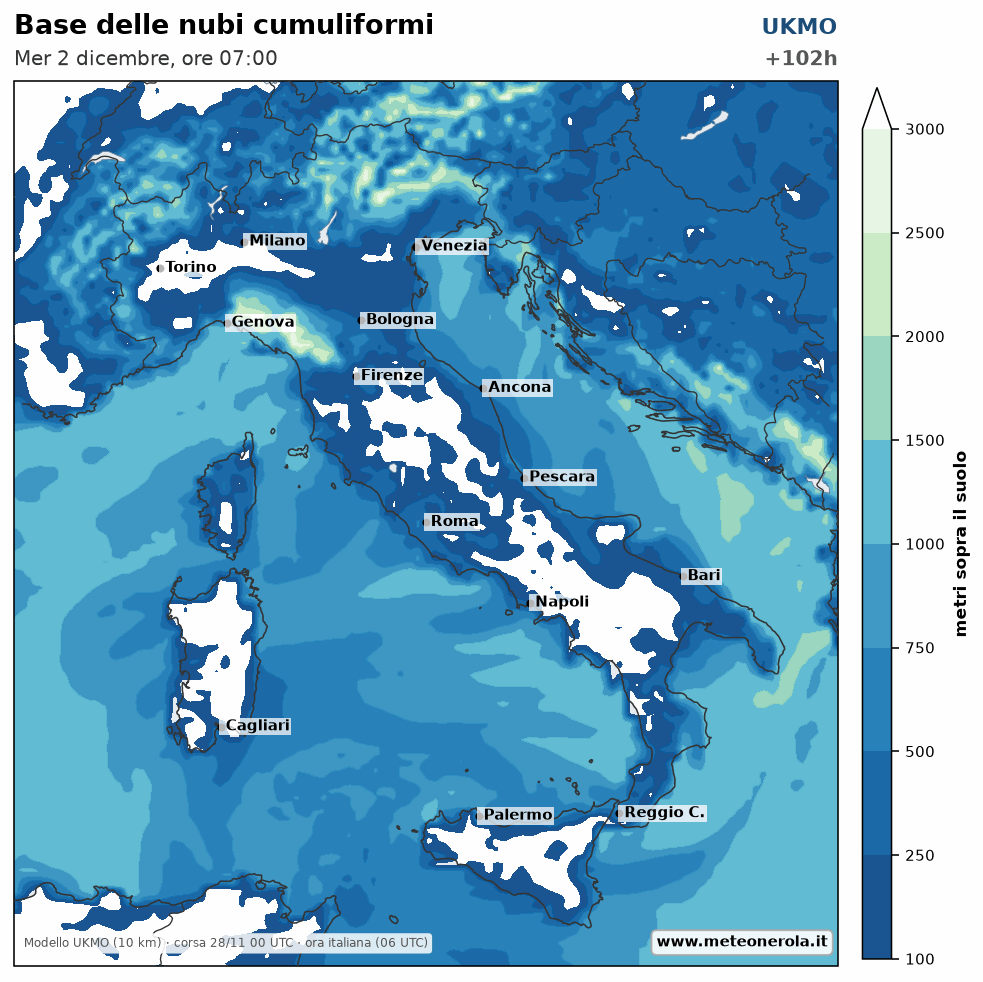 Base delle nubi cumuliformi
UKMO
Mer 2 dicembre, ore 07:00
+102h
Milano
Venezia
Torino
Genova
Bologna
Firenze
Ancona
Pescara
Roma
Bari
Napoli
Cagliari
Palermo
Reggio C.
3000
2500
2000
1500
1000
750
500
250
100
metri sopra il suolo
Modello UKMO (10 km) · corsa 28/11 00 UTC · ora italiana (06 UTC)
www.meteonerola.it